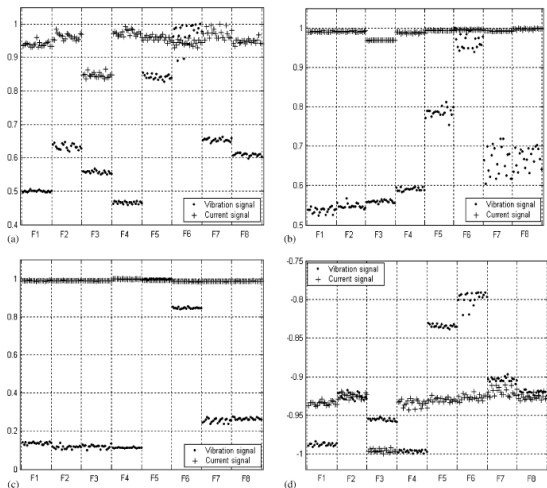 1
0.9
0.8
0.7
0.6
0.5
0.4
Vibration signal
Current signal
(a)
F1 F2 F3 F4 F5 F6 F7 F8
1
0.9
0.8
0.7
0.6
0.5
Vibration signal
Current signal
(b)
F1 F2 F3 F4 F5 F6 F7 F8
1
0.8
0.6
0.4
0.2
0
Vibration signal
Current signal
(c)
F1 F2 F3 F4 F5 F6 F7 F8
-0.75
-0.8
-0.85
-0.9
-0.95
-1
Vibration signal
Current signal
(d)
F1 F2 F3 F4 F5 F6 F7 F8